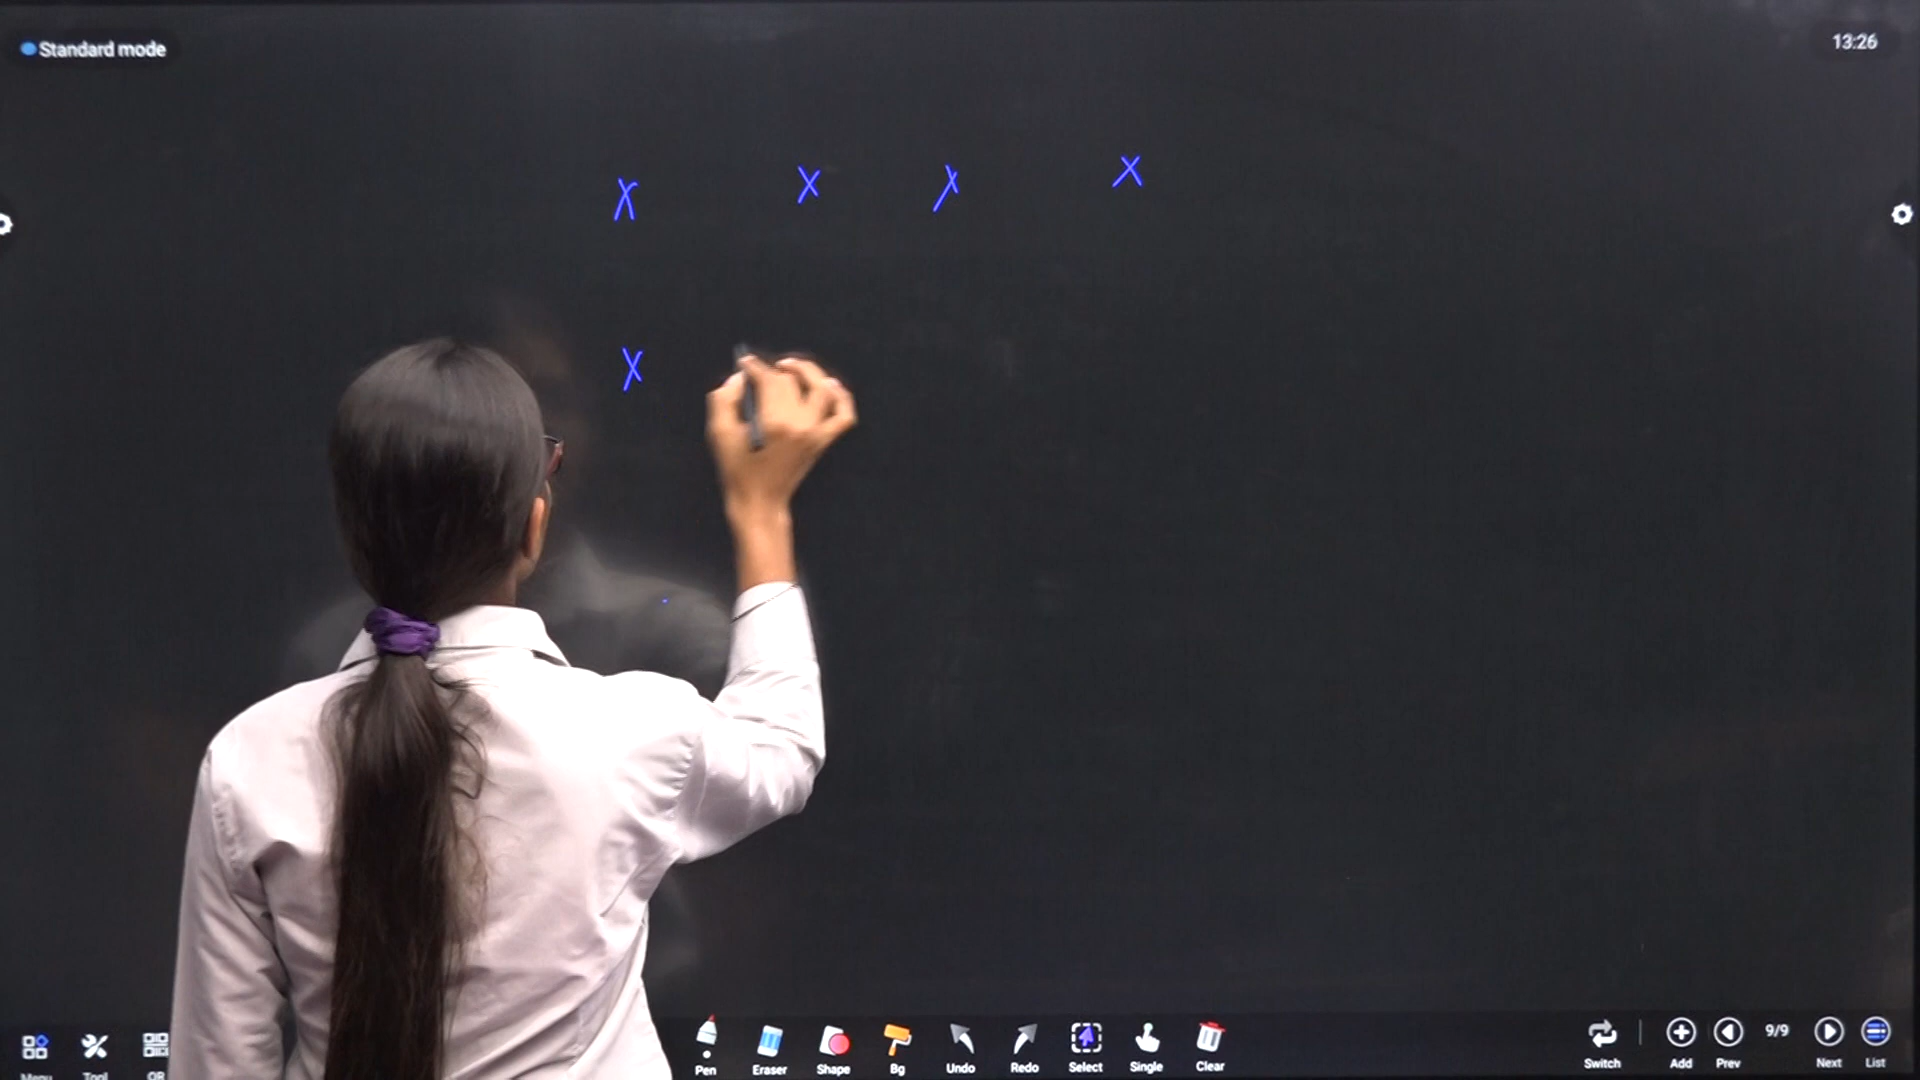 Standard mode
13:26
X X X X
X
Menu Tool QR Pen Eraser Shape Bg Undo Redo Select Single Clear Switch Add Prev 9/9 Next List